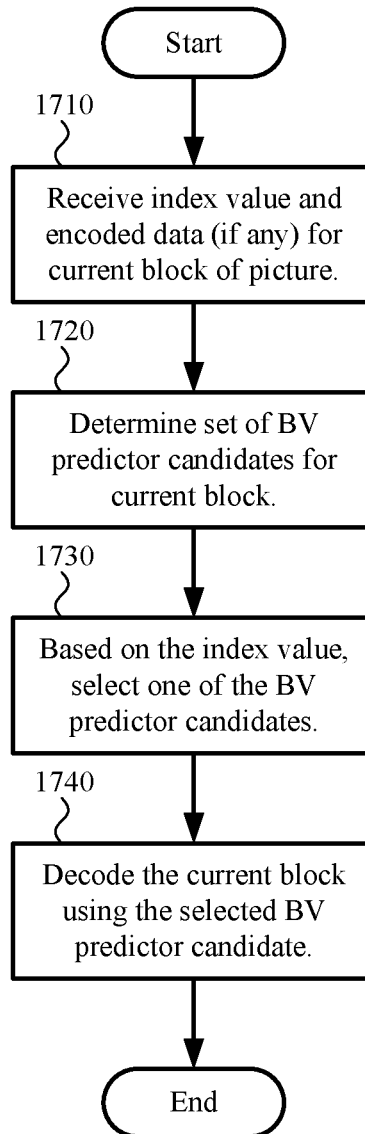 Start
1710
Receive index value and
encoded data (if any) for
current block of picture.
1720
Determine set of BV
predictor candidates for
current block.
1730
Based on the index value,
select one of the BV
predictor candidates.
1740
Decode the current block
using the selected BV
predictor candidate.
End